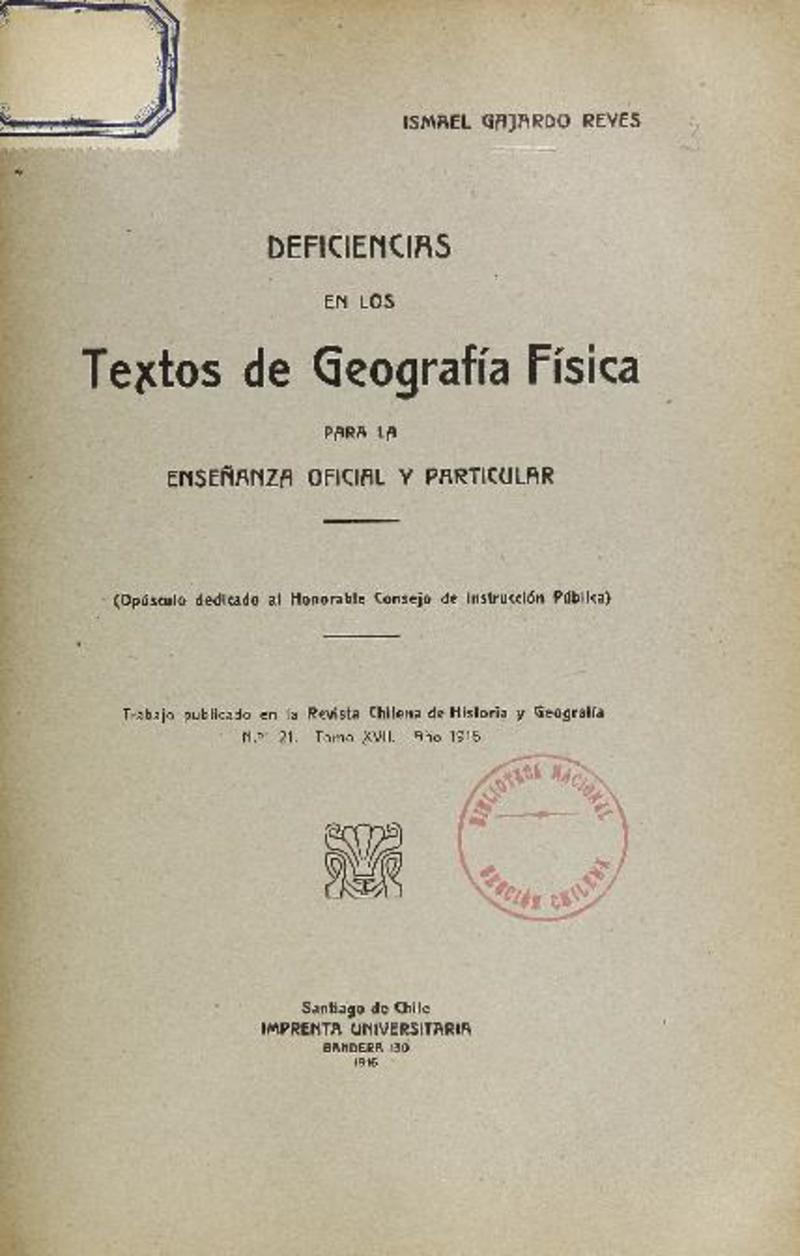 ISMAEL GAJARDO REYES
DEFICIENCIAS
EN LOS
Textos de Geografía Física
PARA LA
ENSEÑANZA OFICIAL Y PARTICULAR
(Opúsculo dedicado al Honorable Consejo de Instrucción Pública)
Trabajo publicado en la Revista Chilena de Historia y Geografía
N.º 21. Tomo XVII. Año 1916
BIBLIOTECA NACIONAL
SECCIÓN CHILENA
Santiago de Chile
IMPRENTA UNIVERSITARIA
BANDERA 130
1916